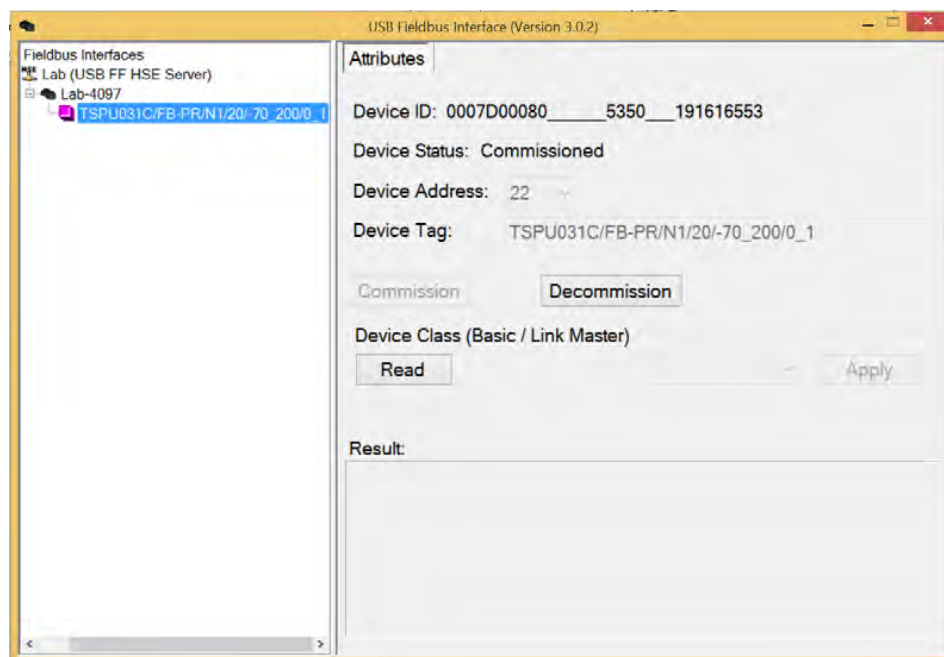 USB Fieldbus Interface (Version 3.0.2)
Fieldbus Interfaces
Lab (USB FF HSE Server)
Lab-4097
TSPU031C/FB-PR/N1/20/-70_200/0_1
Attributes
Device ID: 0007D00080______5350___191616553
Device Status: Commissioned
Device Address: 22
Device Tag: TSPU031C/FB-PR/N1/20/-70_200/0_1
Commission Decommission
Device Class (Basic / Link Master)
Read Apply
Result: